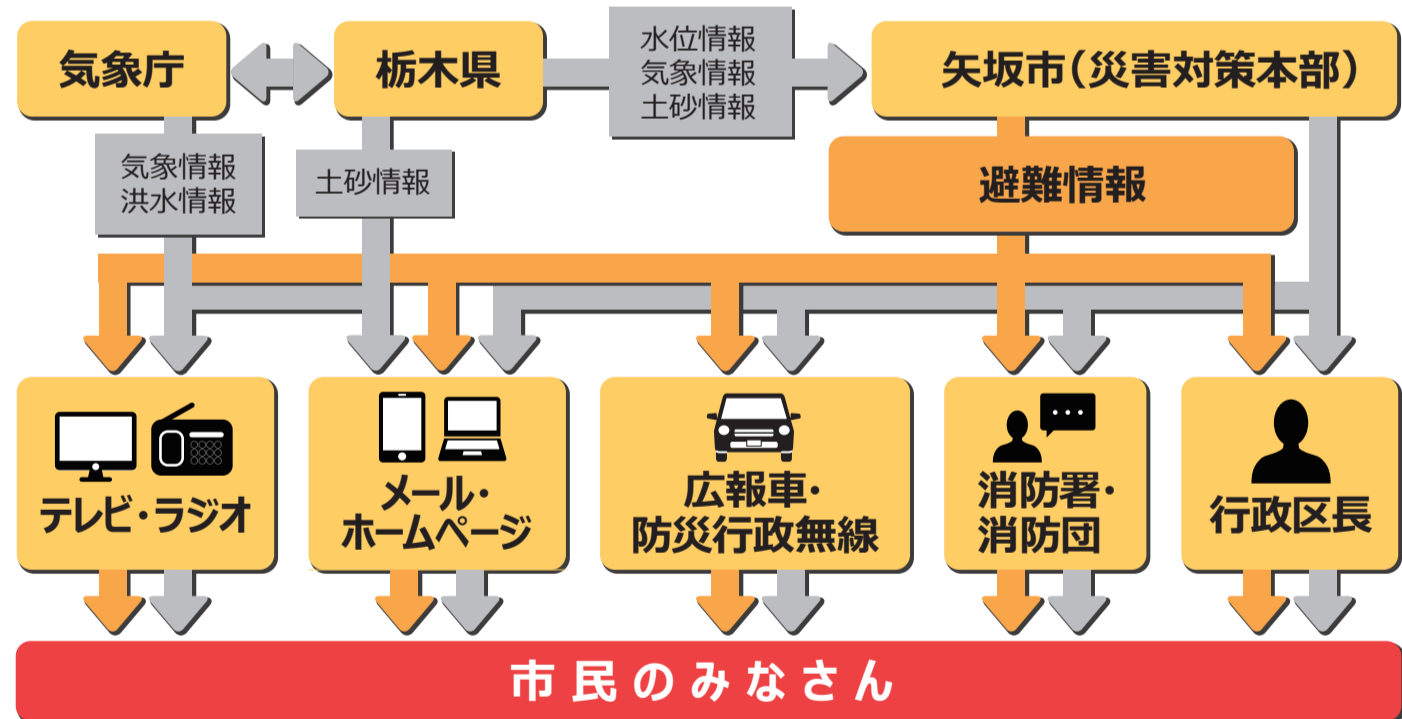 気象庁
栃木県
水位情報
気象情報
土砂情報
矢坂市(災害対策本部)
気象情報
洪水情報
土砂情報
避難情報
テレビ・ラジオ
メール・
ホームページ
広報車・
防災行政無線
消防署・
消防団
行政区長
市民のみなさん